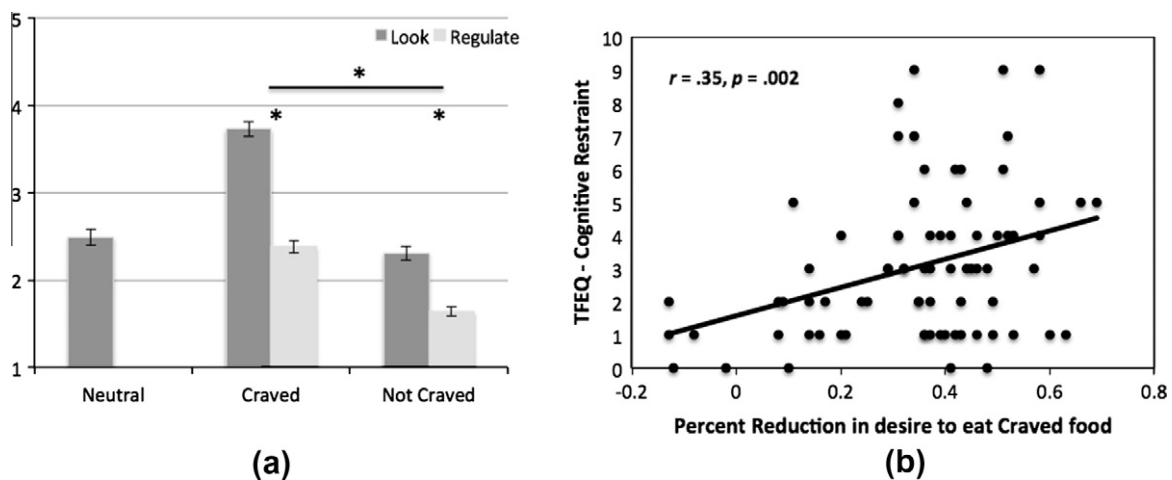 5
4
3
2
1
Look Regulate
*
* *
Neutral Craved Not Craved
(a)
10
9
8
7
6
5
4
3
2
1
0
r = .35, p = .002
TFEQ - Cognitive Restraint
-0.2 0 0.2 0.4 0.6 0.8
Percent Reduction in desire to eat Craved food
(b)